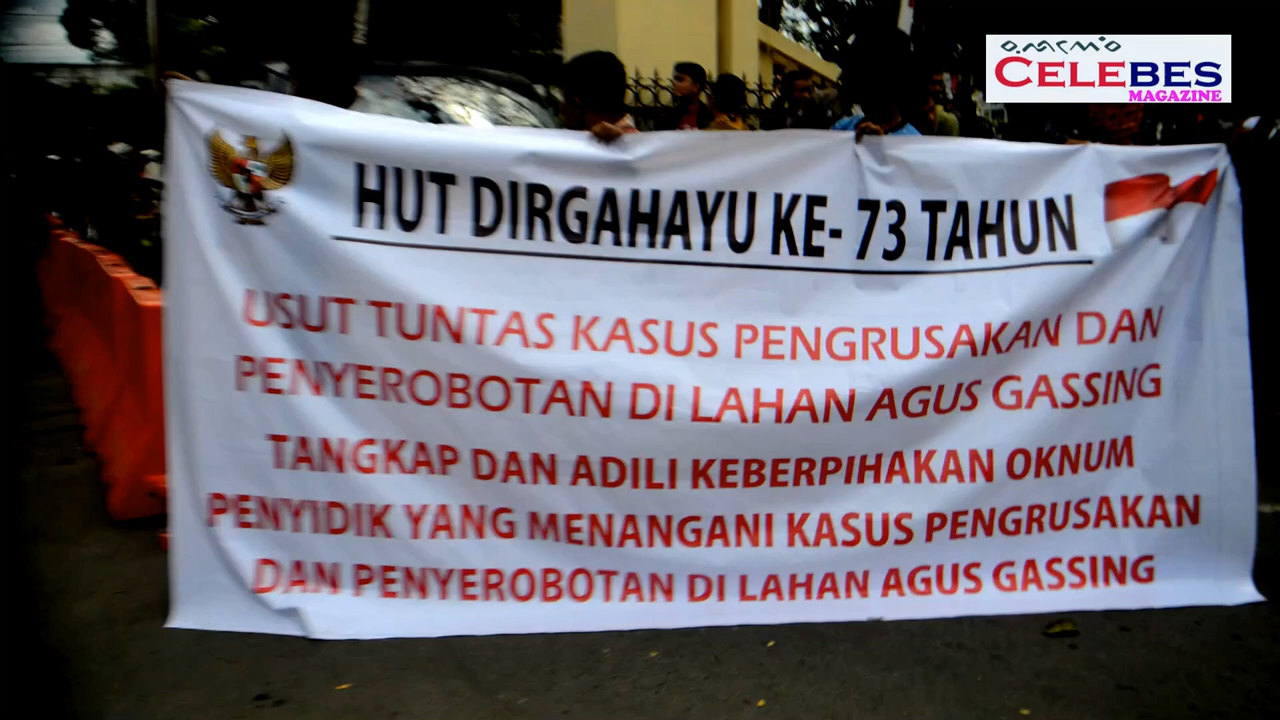 CELEBES
MAGAZINE
HUT DIRGAHAYU KE- 73 TAHUN
USUT TUNTAS KASUS PENGRUSAKAN DAN
PENYEROBOTAN DI LAHAN AGUS GASSING
TANGKAP DAN ADILI KEBERPIHAKAN OKNUM
PENYIDIK YANG MENANGANI KASUS PENGRUSAKAN
DAN PENYEROBOTAN DI LAHAN AGUS GASSING